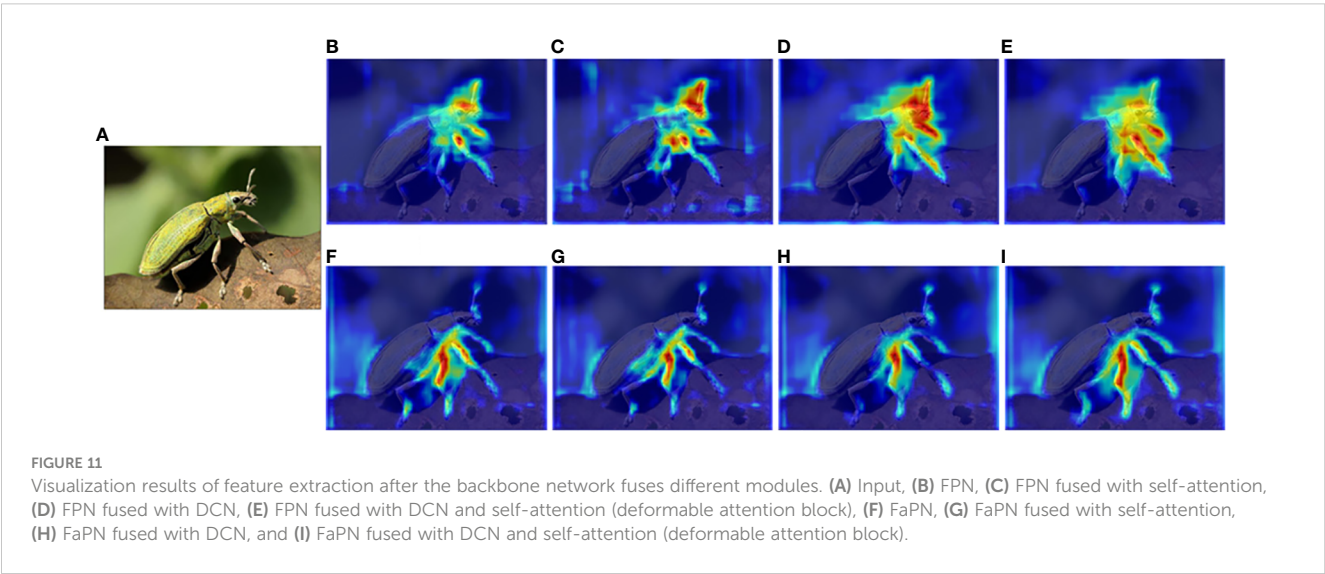 B
C
D
E
A
F
G
H
I
FIGURE 11
Visualization results of feature extraction after the backbone network fuses different modules. (A) Input, (B) FPN, (C) FPN fused with self-attention,
(D) FPN fused with DCN, (E) FPN fused with DCN and self-attention (deformable attention block), (F) FaPN, (G) FaPN fused with self-attention,
(H) FaPN fused with DCN, and (I) FaPN fused with DCN and self-attention (deformable attention block).